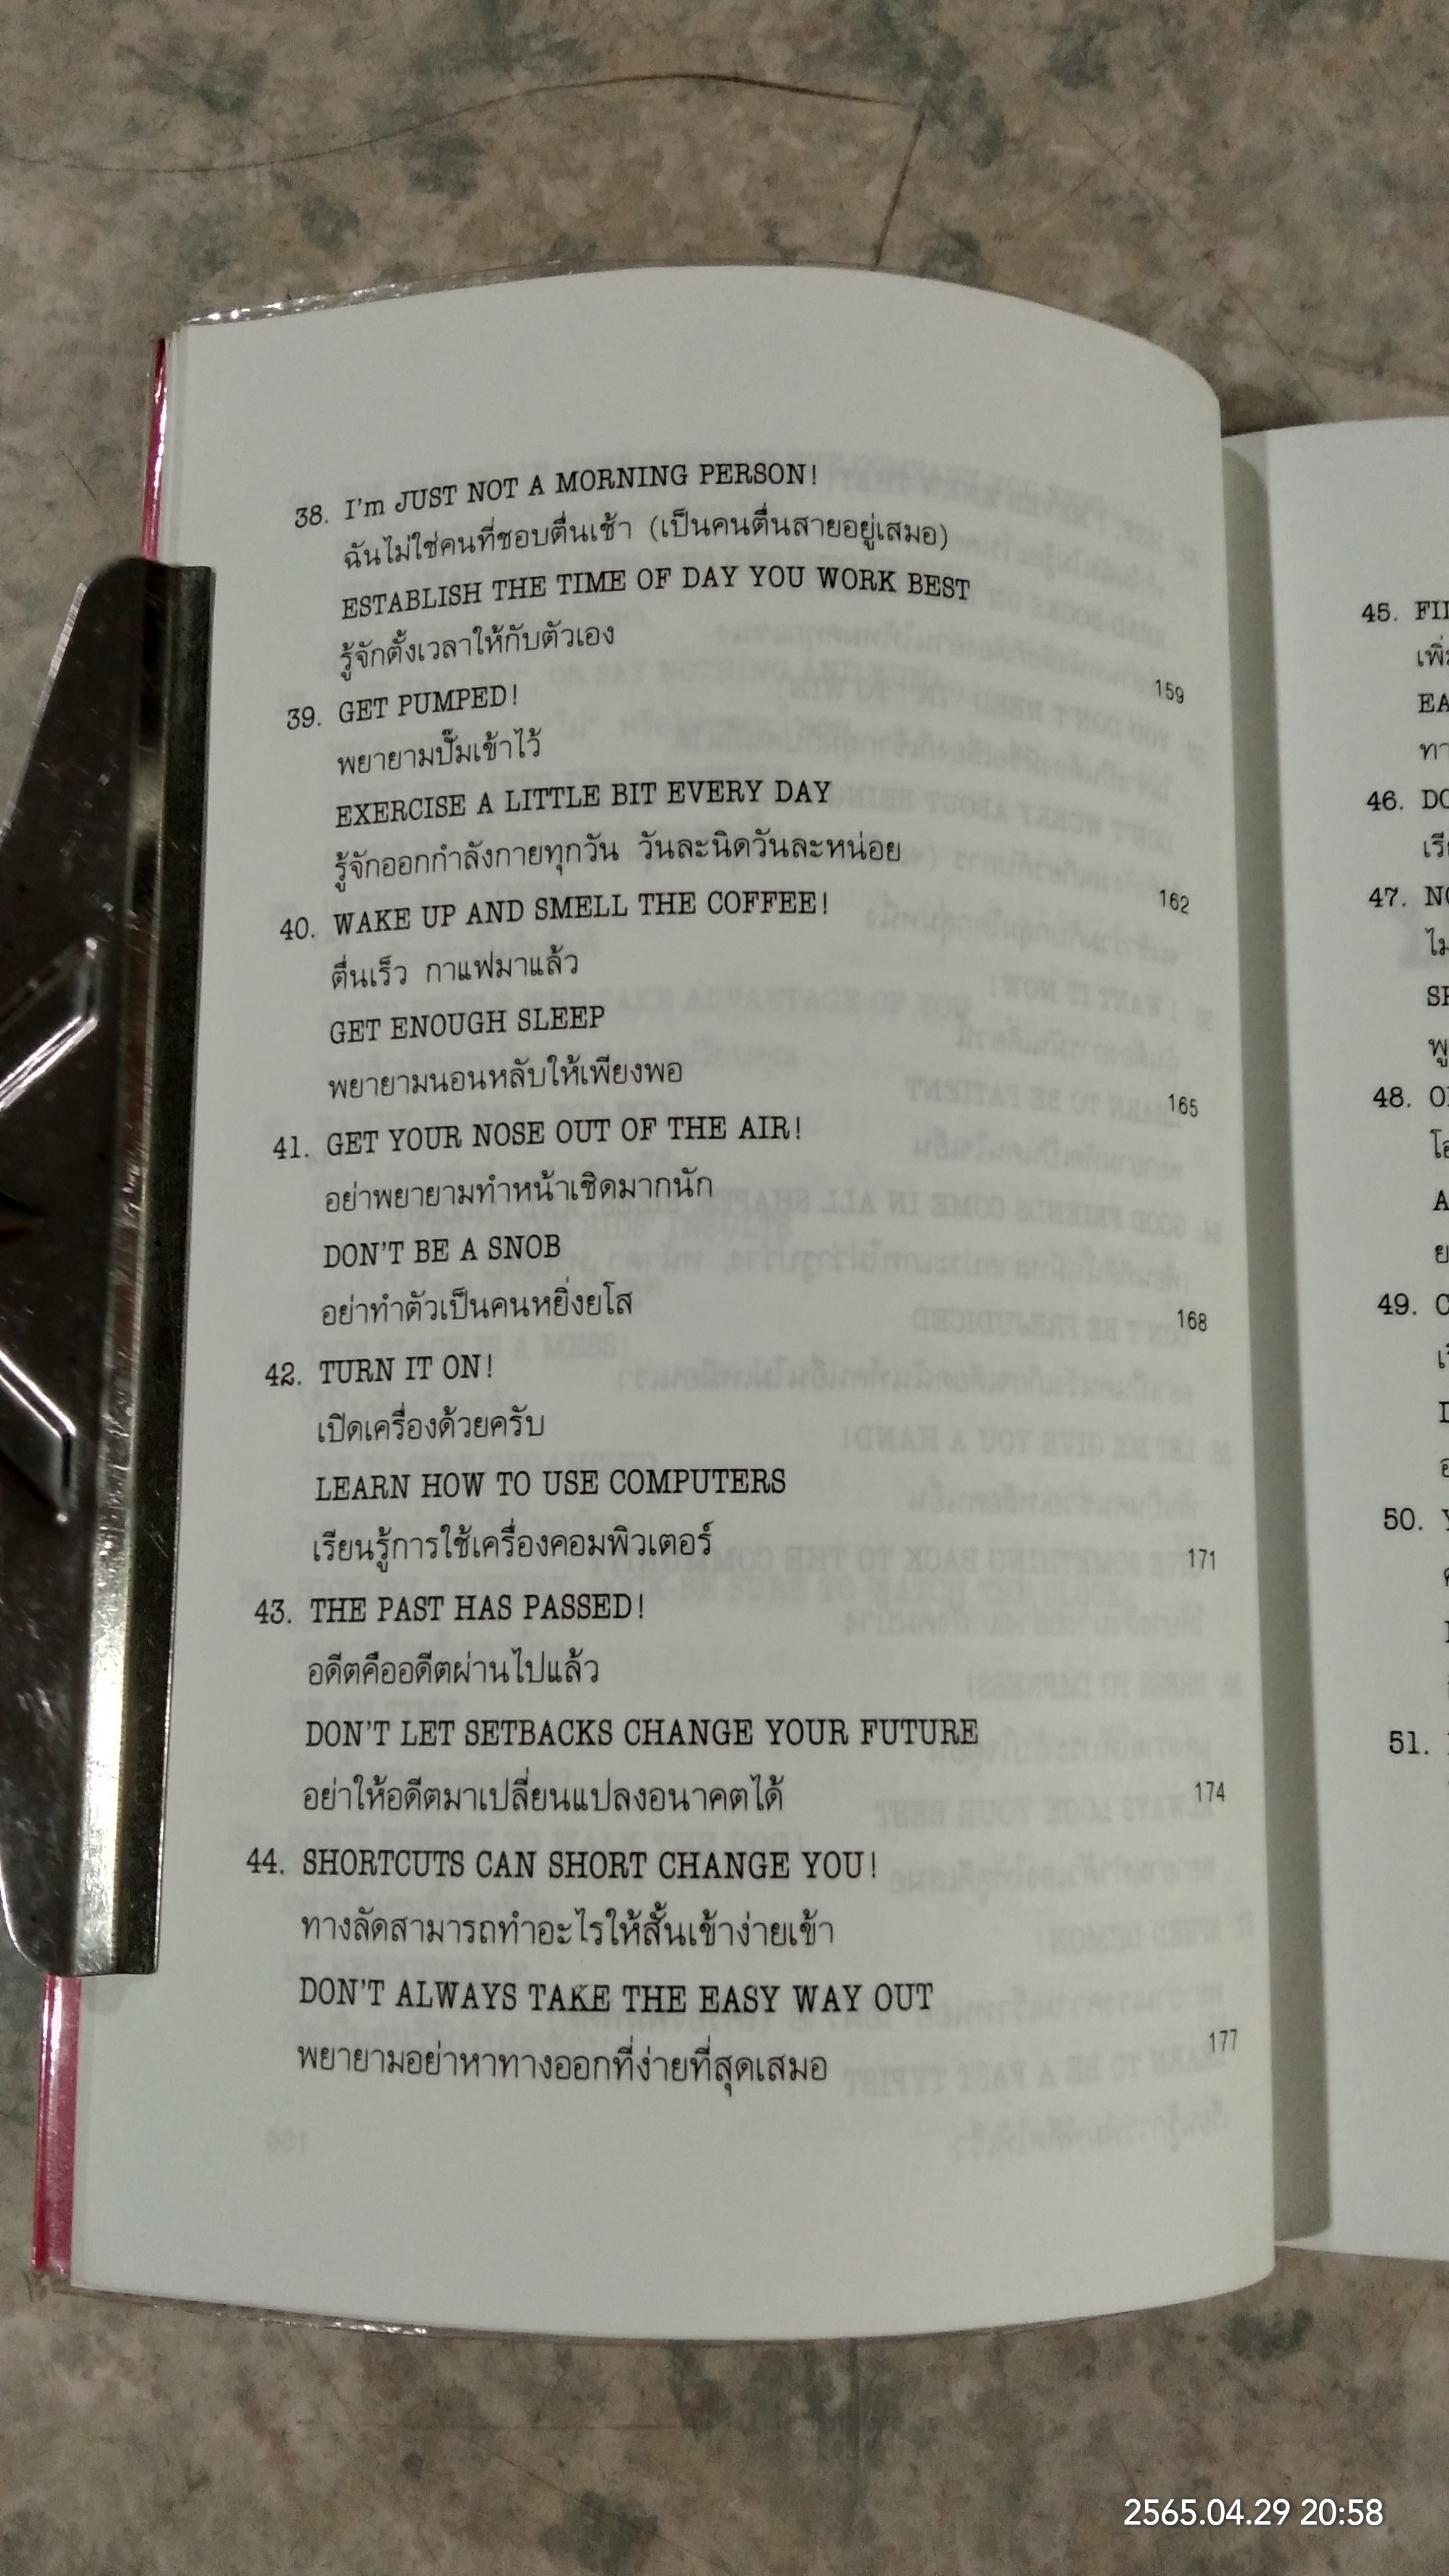 38. I'm JUST NOT A MORNING PERSON!
ฉันไม่ใช่คนที่ชอบตื่นเช้า (เป็นคนตื่นสายอยู่เสมอ)
ESTABLISH THE TIME OF DAY YOU WORK BEST
รู้จักตั้งเวลาให้กับตัวเอง 159
39. GET PUMPED!
พยายามปั๊มเข้าไว้
EXERCISE A LITTLE BIT EVERY DAY
รู้จักออกกำลังกายทุกวัน วันละนิดวันละหน่อย 162
40. WAKE UP AND SMELL THE COFFEE!
ตื่นเร็ว กาแฟมาแล้ว
GET ENOUGH SLEEP
พยายามนอนหลับให้เพียงพอ 165
41. GET YOUR NOSE OUT OF THE AIR!
อย่าพยายามทำหน้าเชิดมากนัก
DON'T BE A SNOB
อย่าทำตัวเป็นคนหยิ่งยโส 168
42. TURN IT ON!
เปิดเครื่องด้วยครับ
LEARN HOW TO USE COMPUTERS
เรียนรู้การใช้เครื่องคอมพิวเตอร์ 171
43. THE PAST HAS PASSED!
อดีตคืออดีตผ่านไปแล้ว
DON'T LET SETBACKS CHANGE YOUR FUTURE
อย่าให้อดีตมาเปลี่ยนแปลงอนาคตได้ 174
44. SHORTCUTS CAN SHORT CHANGE YOU!
ทางลัดสามารถทำอะไรให้สั้นเข้าง่ายเข้า
DON'T ALWAYS TAKE THE EASY WAY OUT
พยายามอย่าหาทางออกที่ง่ายที่สุดเสมอ 177
45.
46.
47.
48.
49.
50.
51.
2565.04.29 20:58